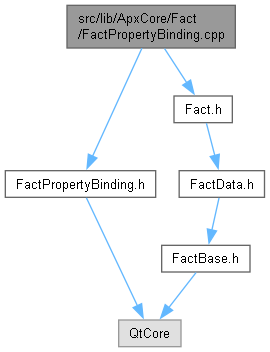 src/lib/ApxCore/Fact
/FactPropertyBinding.cpp
Fact.h
FactPropertyBinding.h
FactData.h
FactBase.h
QtCore